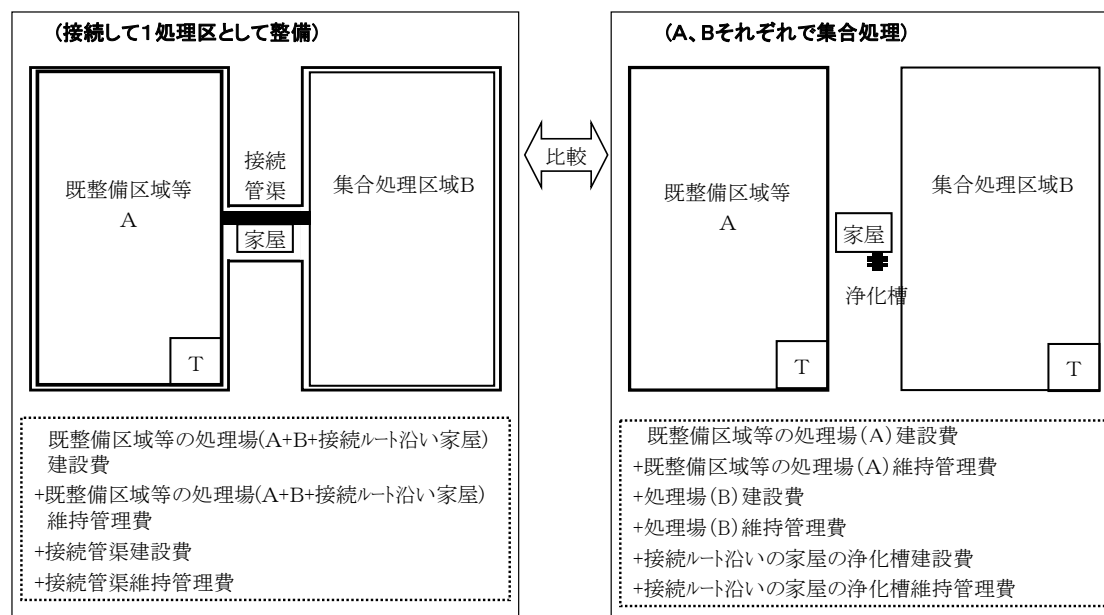 (接続して1処理区として整備)
既整備区域等
A
接続
管渠
家屋
集合処理区域B
T
既整備区域等の処理場(A+B+接続ルート沿い家屋)
建設費
+既整備区域等の処理場(A+B+接続ルート沿い家屋)
維持管理費
+接続管渠建設費
+接続管渠維持管理費
比較
(A、Bそれぞれで集合処理)
既整備区域等
A
家屋
浄化槽
集合処理区域B
T
T
既整備区域等の処理場(A)建設費
+既整備区域等の処理場(A)維持管理費
+処理場(B)建設費
+処理場(B)維持管理費
+接続ルート沿いの家屋の浄化槽建設費
+接続ルート沿いの家屋の浄化槽維持管理費